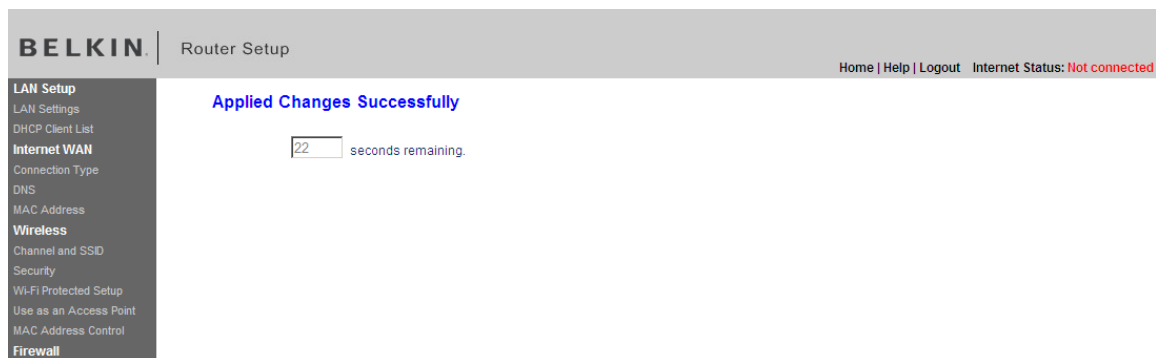 BELKIN. Router Setup
Home | Help | Logout Internet Status: Not connected
LAN Setup
LAN Settings
DHCP Client List
Internet WAN
Connection Type
DNS
MAC Address
Wireless
Channel and SSID
Security
Wi-Fi Protected Setup
Use as an Access Point
MAC Address Control
Firewall
Applied Changes Successfully
22 seconds remaining.